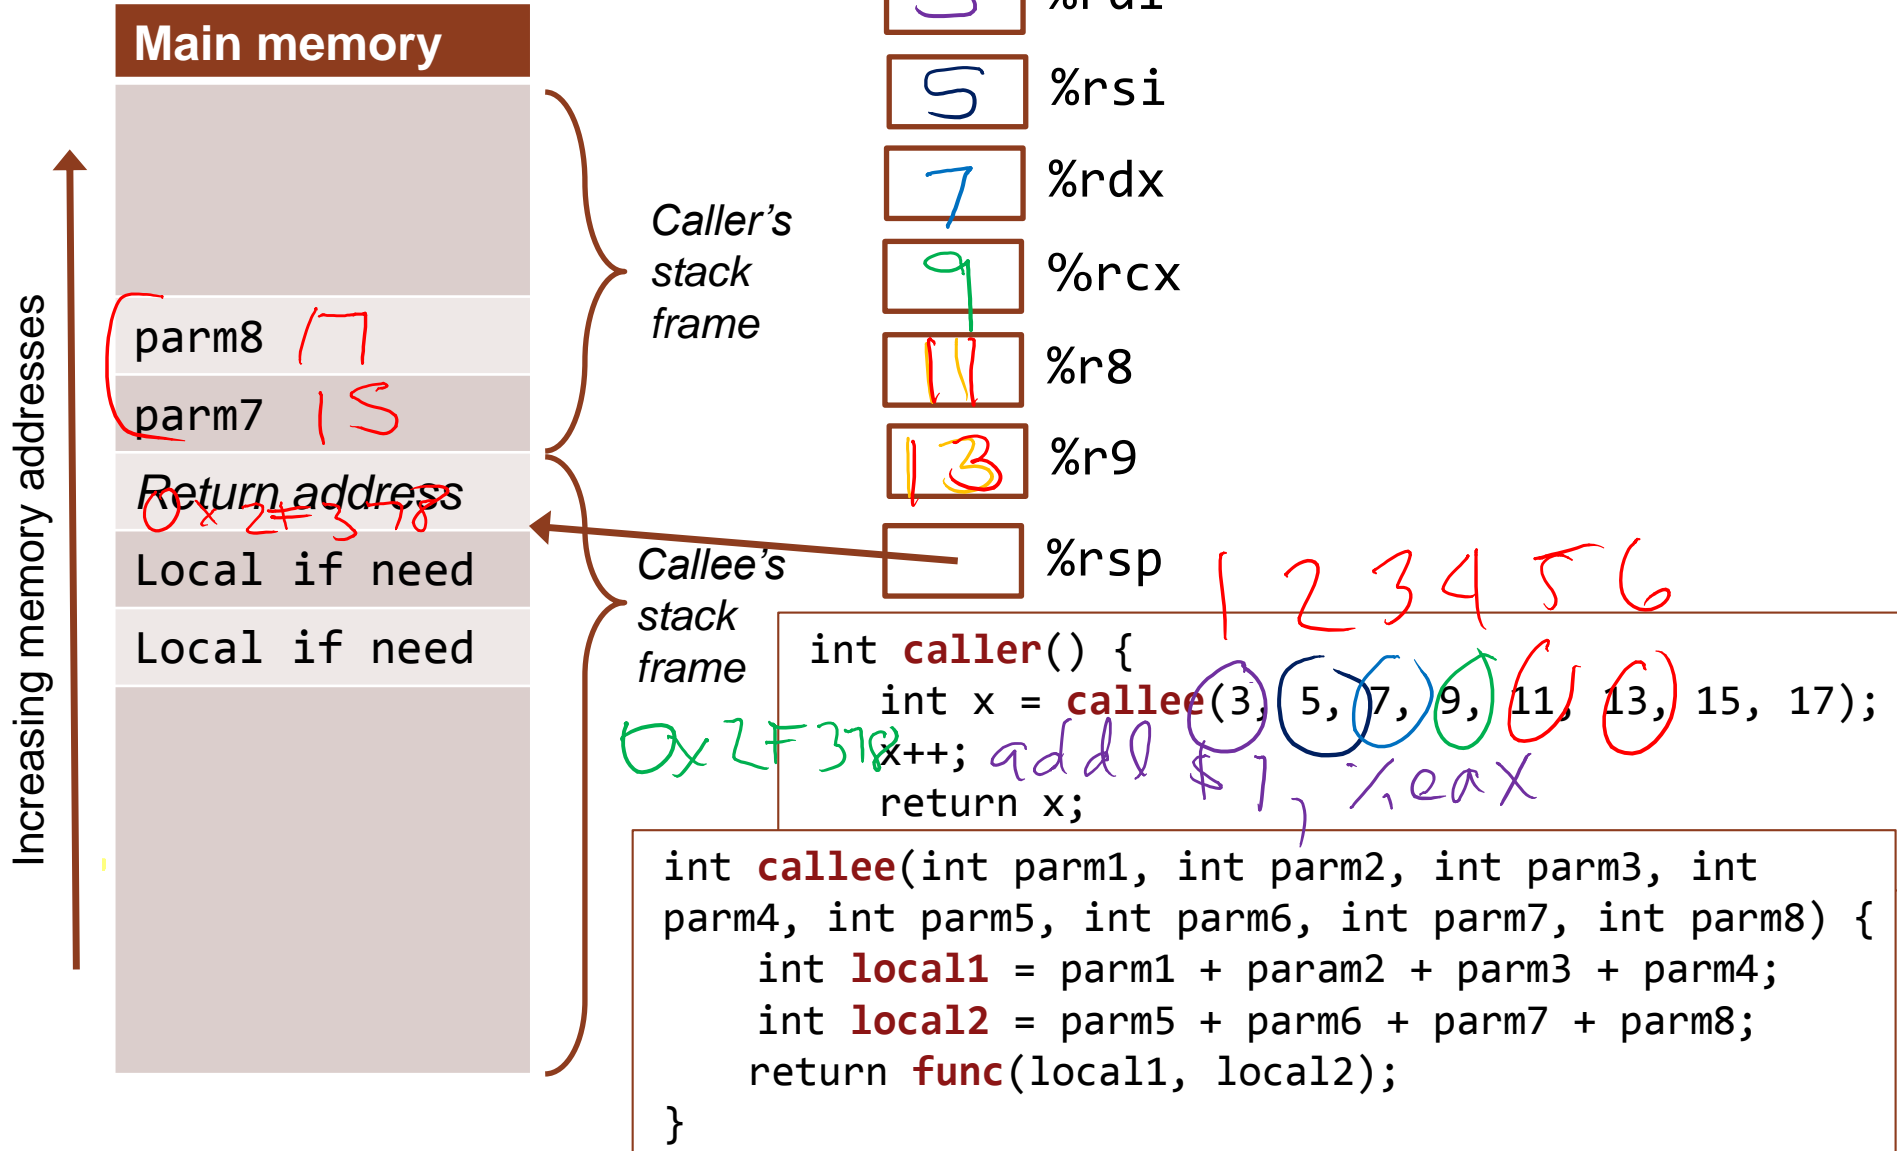 Main memory
%rdi
5 %rsi
7 %rdx
9 %rcx
11 %r8
13 %r9
%rsp
Increasing memory addresses
Caller's
stack
frame
parm8 17
parm7 15
Return address
0x2F378
Local if need
Local if need
Callee's
stack
frame
1 2 3 4 5 6
int caller() {
int x = callee(3, 5, 7, 9, 11, 13, 15, 17);
0x2F378 x++; addl $1, %eax
return x;
int callee(int parm1, int parm2, int parm3, int
parm4, int parm5, int parm6, int parm7, int parm8) {
int local1 = parm1 + param2 + parm3 + parm4;
int local2 = parm5 + parm6 + parm7 + parm8;
return func(local1, local2);
}